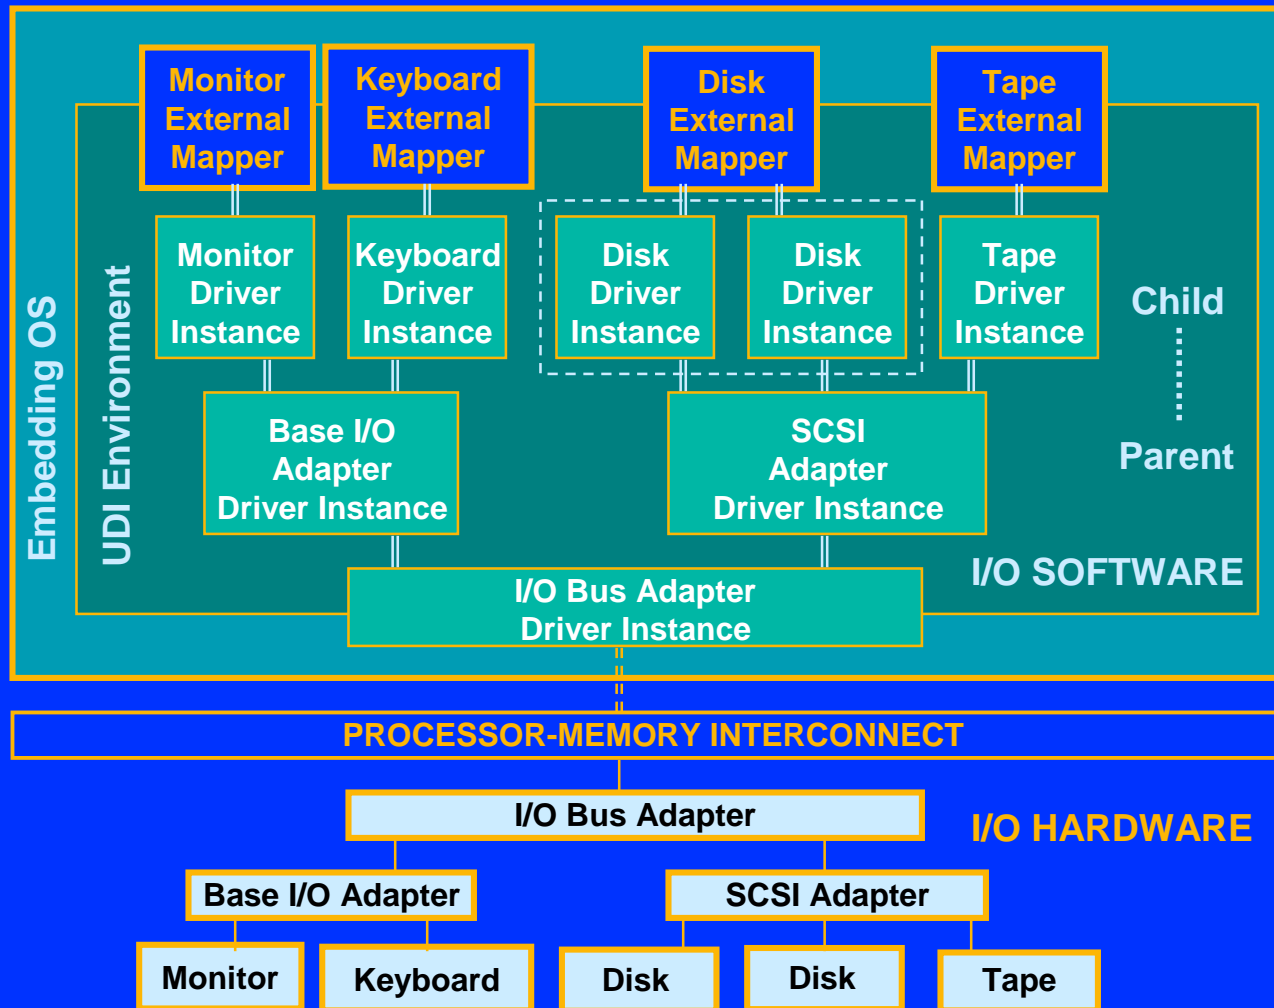 Monitor
External
Mapper
Keyboard
External
Mapper
Disk
External
Mapper
Tape
External
Mapper
Embedding OS
UDI Environment
Monitor
Driver
Instance
Keyboard
Driver
Instance
Disk
Driver
Instance
Disk
Driver
Instance
Tape
Driver
Instance
Child
Parent
Base I/O
Adapter
Driver Instance
SCSI
Adapter
Driver Instance
I/O SOFTWARE
I/O Bus Adapter
Driver Instance
PROCESSOR-MEMORY INTERCONNECT
I/O Bus Adapter
I/O HARDWARE
Base I/O Adapter
SCSI Adapter
Monitor
Keyboard
Disk
Disk
Tape